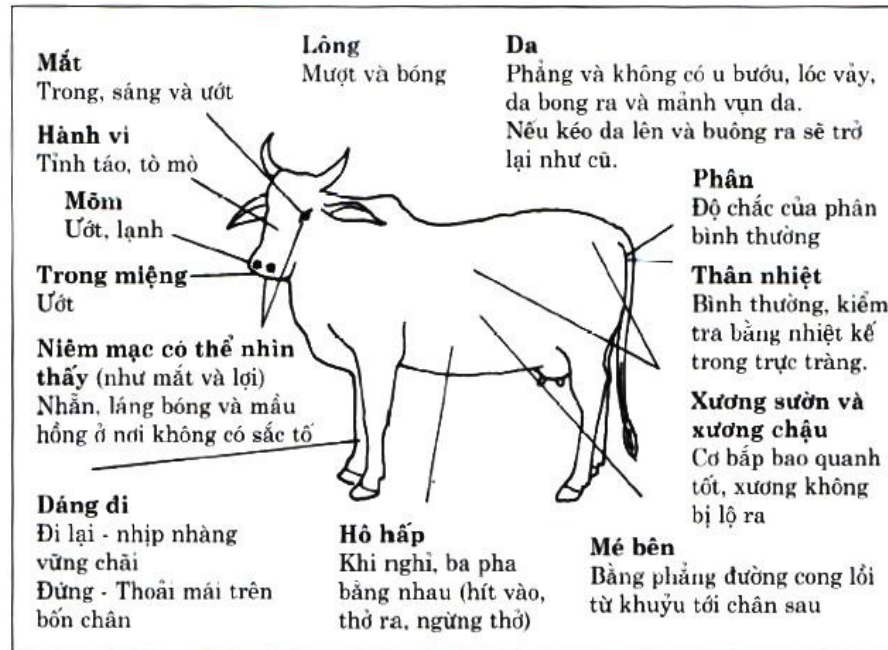 Mắt
Trong, sáng và ướt
Hành vi
Tỉnh táo, tò mò
Mõm
Ướt, lạnh
Trong miệng
Ướt
Niêm mạc có thể nhìn
thấy (như mắt và lợi)
Nhẵn, láng bóng và mầu
hồng ở nơi không có sắc tố
Dáng đi
Đi lại - nhịp nhàng
vững chãi
Đứng - Thoải mái trên
bốn chân
Lông
Mượt và bóng
Da
Phẳng và không có u bướu, lóc vảy,
da bong ra và mảnh vụn da.
Nếu kéo da lên và buông ra sẽ trở
lại như cũ.
Phân
Độ chắc của phân
bình thường
Thân nhiệt
Bình thường, kiểm
tra bằng nhiệt kế
trong trực tràng.
Xương sườn và
xương chậu
Cơ bắp bao quanh
tốt, xương không
bị lộ ra
Hô hấp
Khi nghỉ, ba pha
bằng nhau (hít vào,
thở ra, ngừng thở)
Mé bên
Bằng phẳng đường cong lồi
từ khuỷu tới chân sau